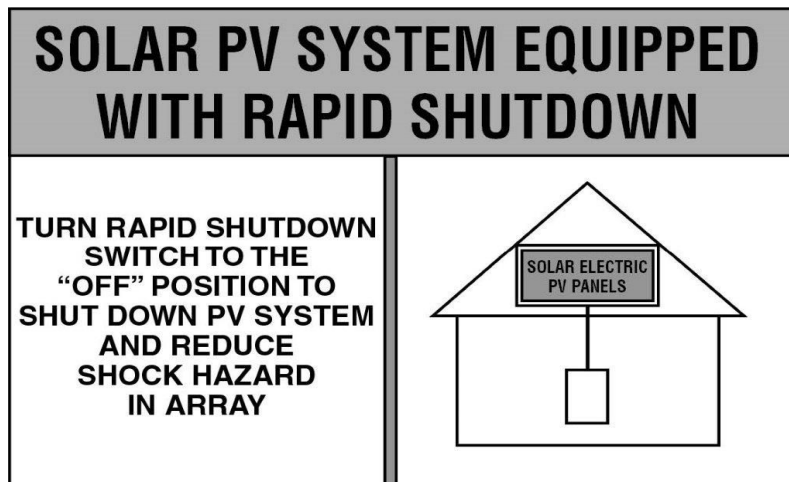 SOLAR PV SYSTEM EQUIPPED
WITH RAPID SHUTDOWN
TURN RAPID SHUTDOWN
SWITCH TO THE
“OFF” POSITION TO
SHUT DOWN PV SYSTEM
AND REDUCE
SHOCK HAZARD
IN ARRAY
SOLAR ELECTRIC
PV PANELS